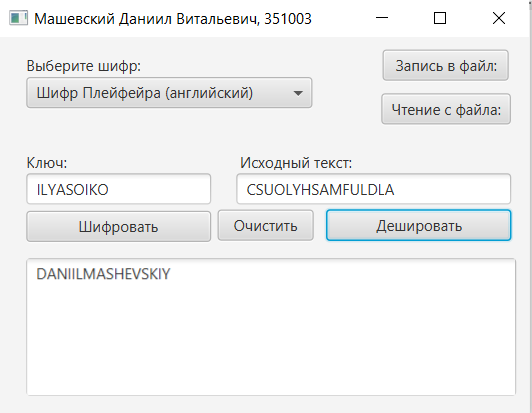 Машевский Даниил Витальевич, 351003
Выберите шифр:
Запись в файл:
Шифр Плейфейра (английский)
Чтение с файла:
Ключ:
Исходный текст:
ILYASOIKO
CSUOLYHSAMFULDLA
Шифровать
Очистить
Дешировать
DANIILMASHEVSKIY